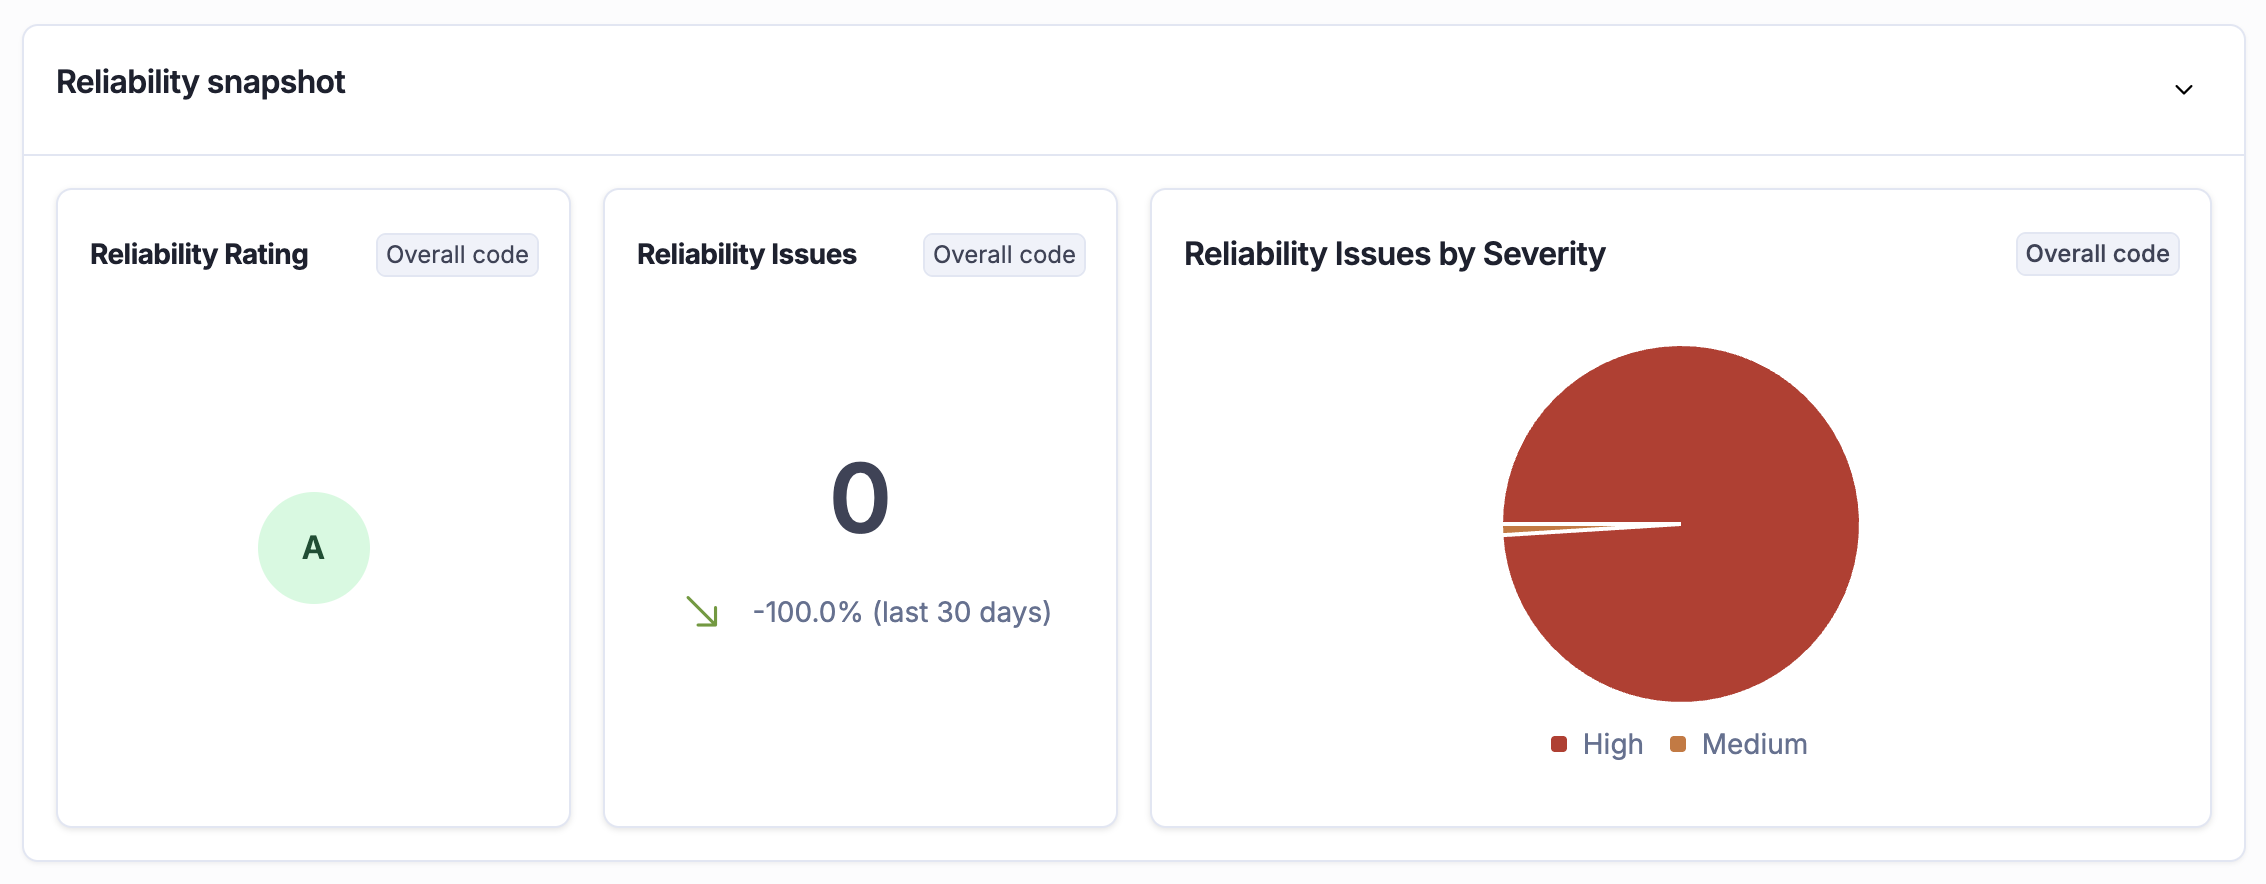 Reliability snapshot
Reliability Rating
Overall code
A
Reliability Issues
Overall code
0
-100.0% (last 30 days)
Reliability Issues by Severity
Overall code
High
Medium